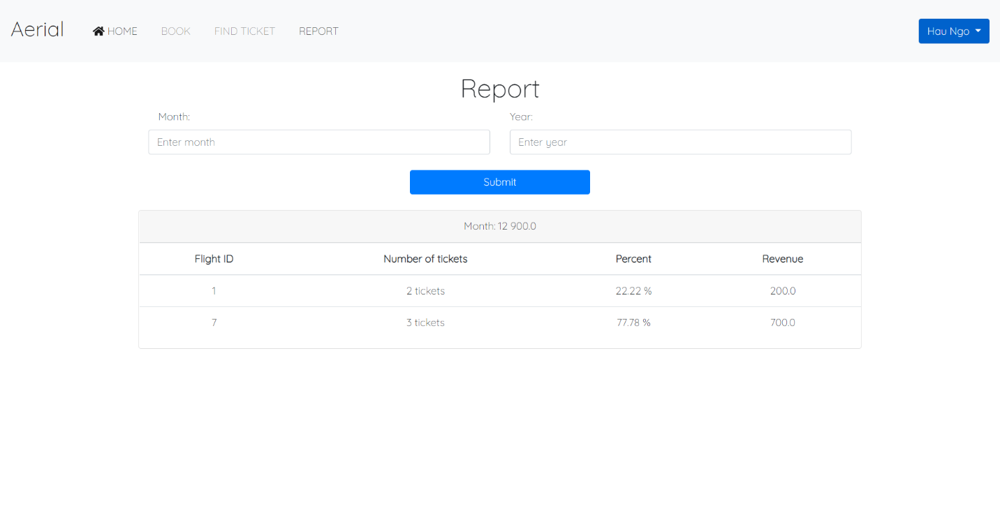 Aerial HOME BOOK FIND TICKET REPORT Hau Ngo
Report
Month: Year:
Enter month Enter year
Submit
Month: 12 900.0
Flight ID Number of tickets Percent Revenue
1 2 tickets 22.22 % 200.0
7 3 tickets 77.78 % 700.0